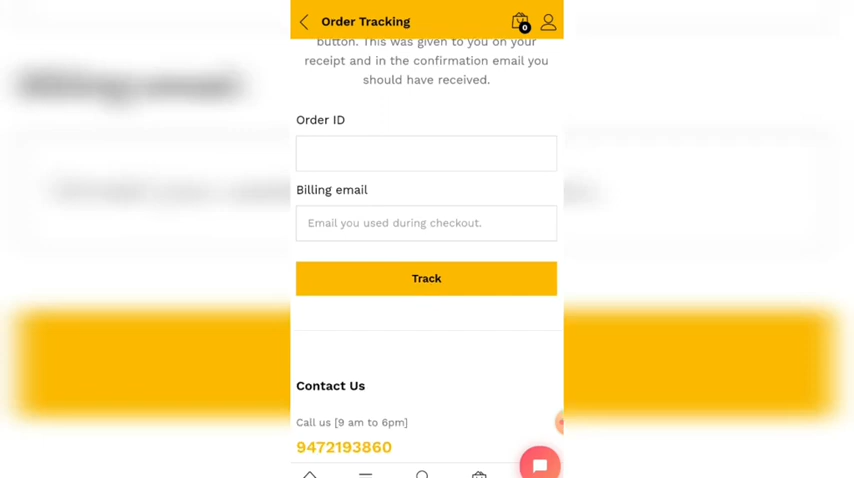 Order Tracking
0
button. This was given to you on your
receipt and in the confirmation email you
should have received.
Order ID
Billing email
Email you used during checkout.
Track
Contact Us
Call us [9 am to 6pm]
9472193860